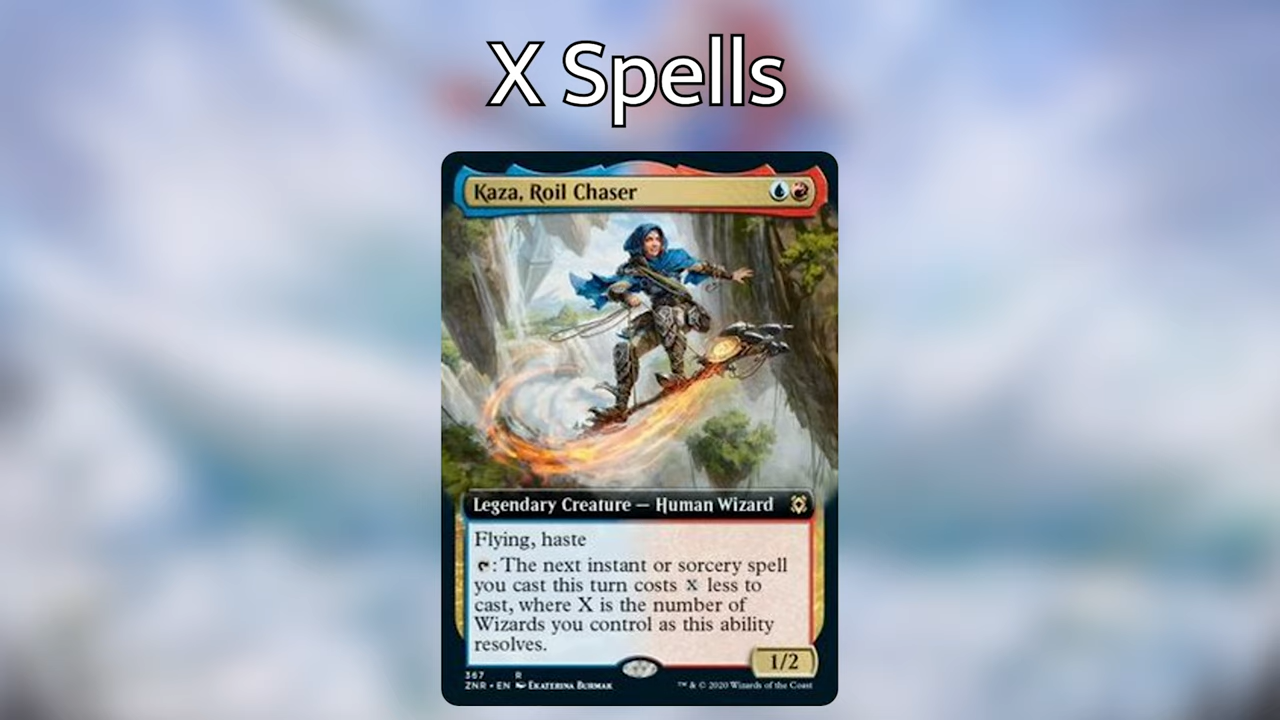 X Spells
Kaza, Roil Chaser
Legendary Creature — Human Wizard
Flying, haste
: The next instant or sorcery spell
you cast this turn costs X less to
cast, where X is the number of
Wizards you control as this ability
resolves.
1/2
367 R
ZNR • EN Ekaterina Burmak
™ & © 2020 Wizards of the Coast